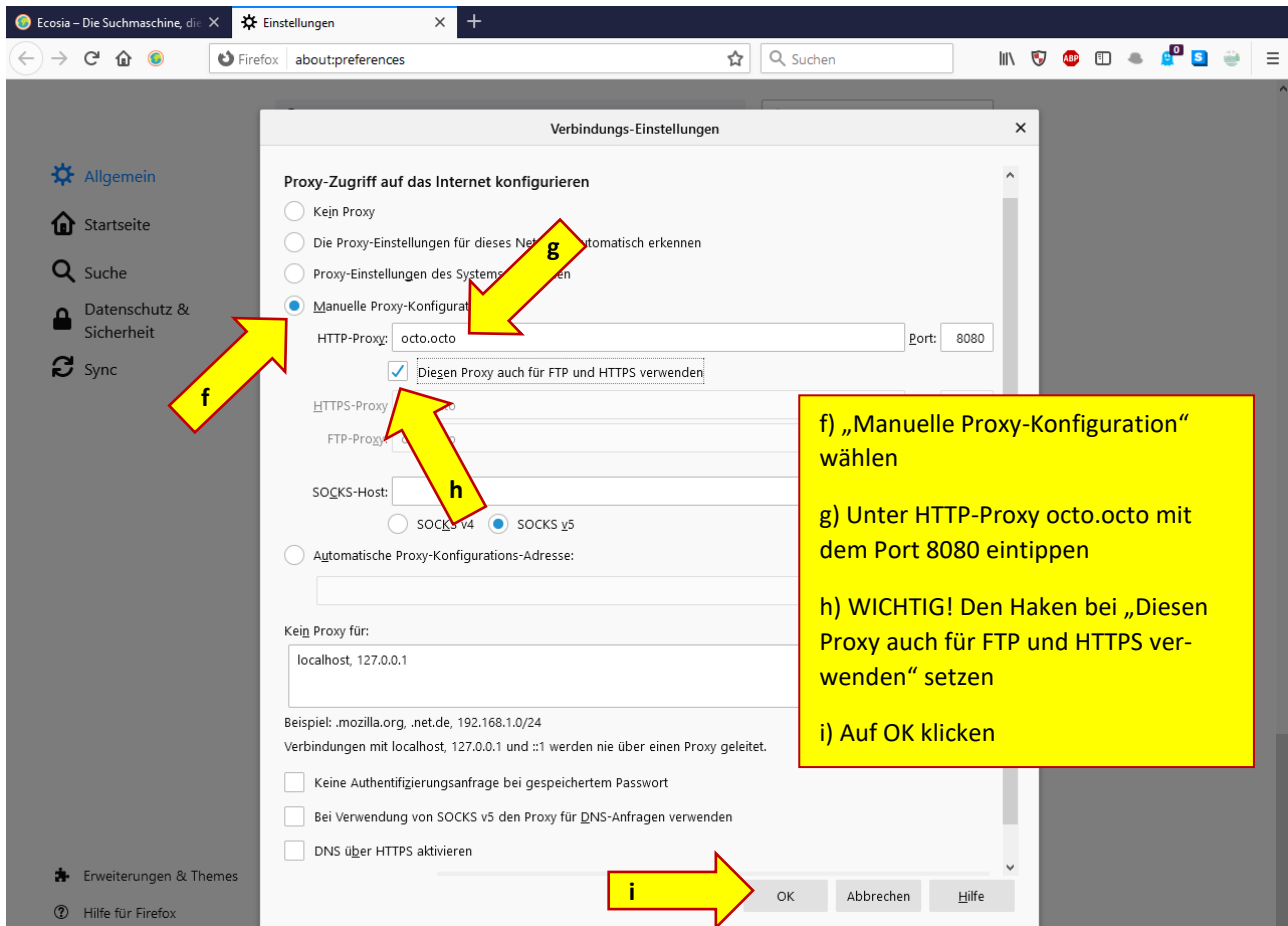 Ecosia – Die Suchmaschine, die
Einstellungen
Firefox
about:preferences
Suchen
ABP
0
S
Verbindungs-Einstellungen
Allgemein
Startseite
Suche
Datenschutz &
Sicherheit
Sync
Erweiterungen & Themes
Hilfe für Firefox
Proxy-Zugriff auf das Internet konfigurieren
Kein Proxy
Die Proxy-Einstellungen für dieses automatisch erkennen
Proxy-Einstellungen des Systems
g
Manuelle
HTTP-Proxy: octo.octo Port: 8080
f
Diesen Proxy auch für FTP und HTTPS verwenden
HTTPS-Proxy
FTP-Proxy:
h
SOCKS-Host:
SOCKS v4 SOCKS v5
Automatische Proxy-Konfigurations-Adresse:
Kein Proxy für:
localhost, 127.0.0.1
Beispiel: .mozilla.org, .net.de, 192.168.1.0/24
Verbindungen mit localhost, 127.0.0.1 und ::1 werden nie über einen Proxy geleitet.
Keine Authentifizierungsanfrage bei gespeichertem Passwort
Bei Verwendung von SOCKS v5 den Proxy für DNS-Anfragen verwenden
DNS über HTTPS aktivieren
i
OK Abbrechen Hilfe
f) „Manuelle Proxy-Konfiguration“
wählen
g) Unter HTTP-Proxy octo.octo mit
dem Port 8080 eintippen
h) WICHTIG! Den Haken bei „Diesen
Proxy auch für FTP und HTTPS ver-
wenden“ setzen
i) Auf OK klicken